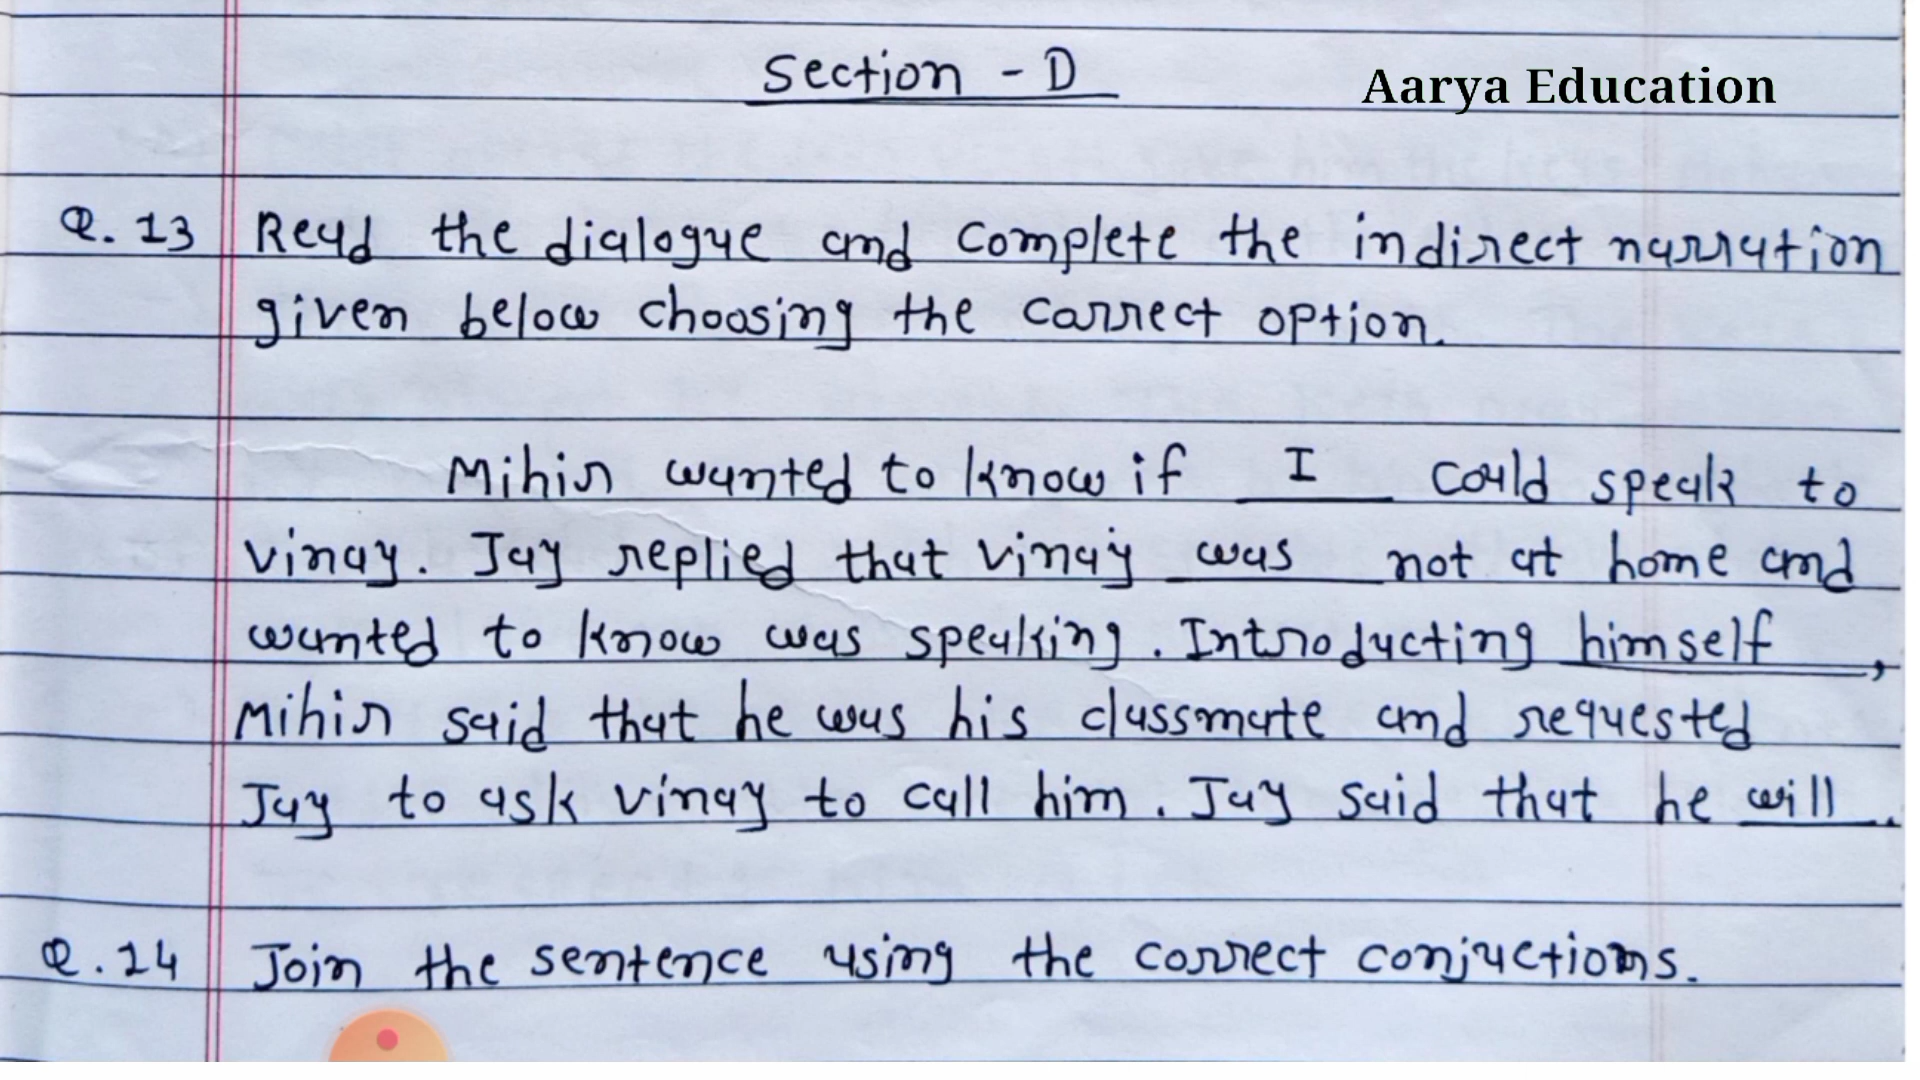 Section - D
Aarya Education
Q. 13 Read the dialogue and complete the indirect narration
given below choosing the correct option.
Mihir wanted to know if I could speak to
Vinay. Jay replied that Vinay was not at home and
wanted to know was speaking. Introducting himself,
Mihir said that he was his classmate and requested
Jay to ask Vinay to call him. Jay said that he will.
Q. 14 Join the sentence using the correct conjuctions.